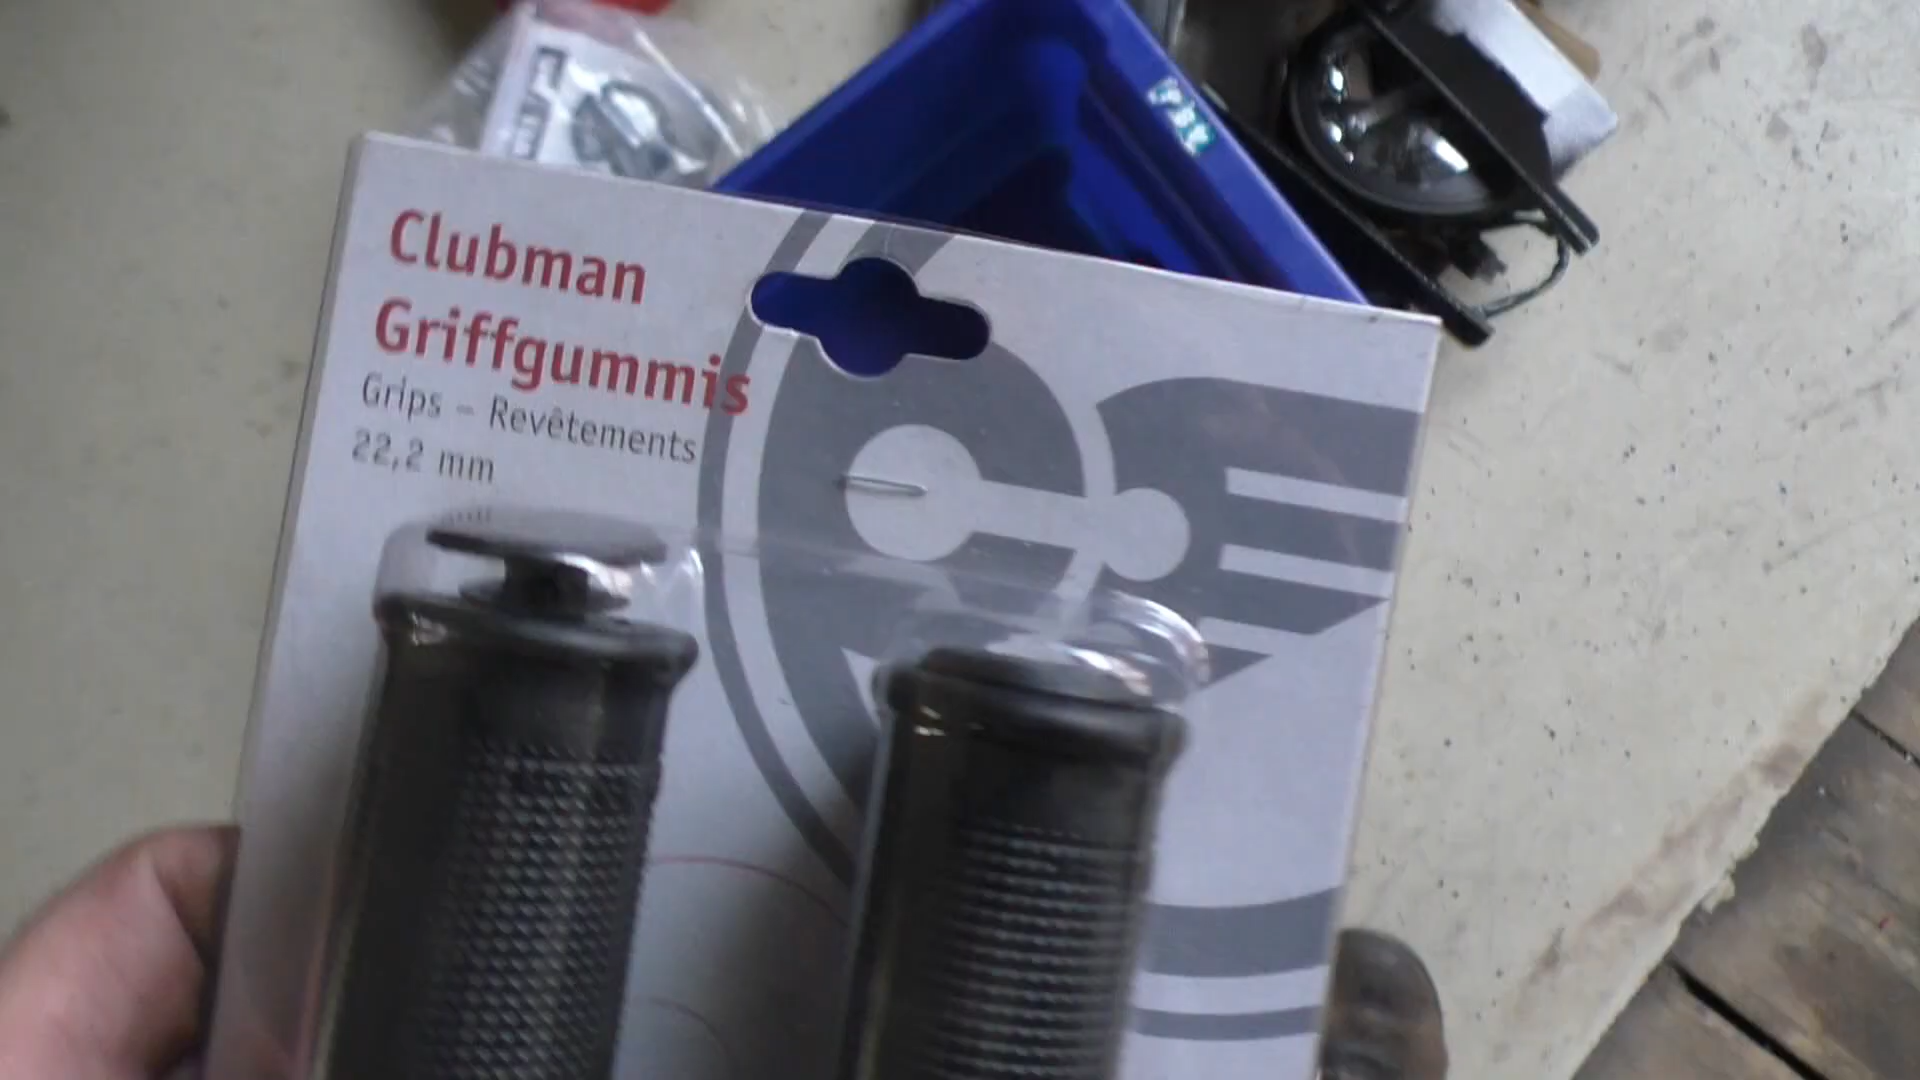 Clubman
Griffgummis
Grips – Revêtements
22,2 mm